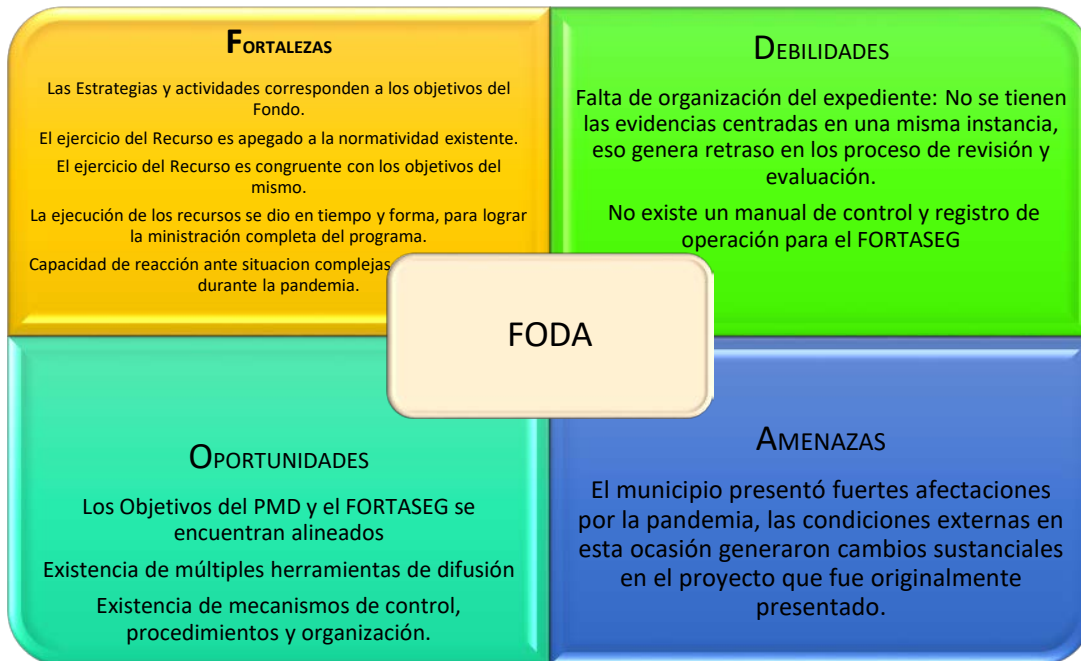 FORTALEZAS
Las Estrategias y actividades corresponden a los objetivos del
Fondo.
El ejercicio del Recurso es apegado a la normatividad existente.
El ejercicio del Recurso es congruente con los objetivos del
mismo.
La ejecución de los recursos se dio en tiempo y forma, para lograr
la ministración completa del programa.
Capacidad de reacción ante situacion complejas
durante la pandemia.
DEBILIDADES
Falta de organización del expediente: No se tienen
las evidencias centradas en una misma instancia,
eso genera retraso en los proceso de revisión y
evaluación.
No existe un manual de control y registro de
operación para el FORTASEG
FODA
OPORTUNIDADES
Los Objetivos del PMD y el FORTASEG se
encuentran alineados
Existencia de múltiples herramientas de difusión
Existencia de mecanismos de control,
procedimientos y organización.
AMENAZAS
El municipio presentó fuertes afectaciones
por la pandemia, las condiciones externas en
esta ocasión generaron cambios sustanciales
en el proyecto que fue originalmente
presentado.